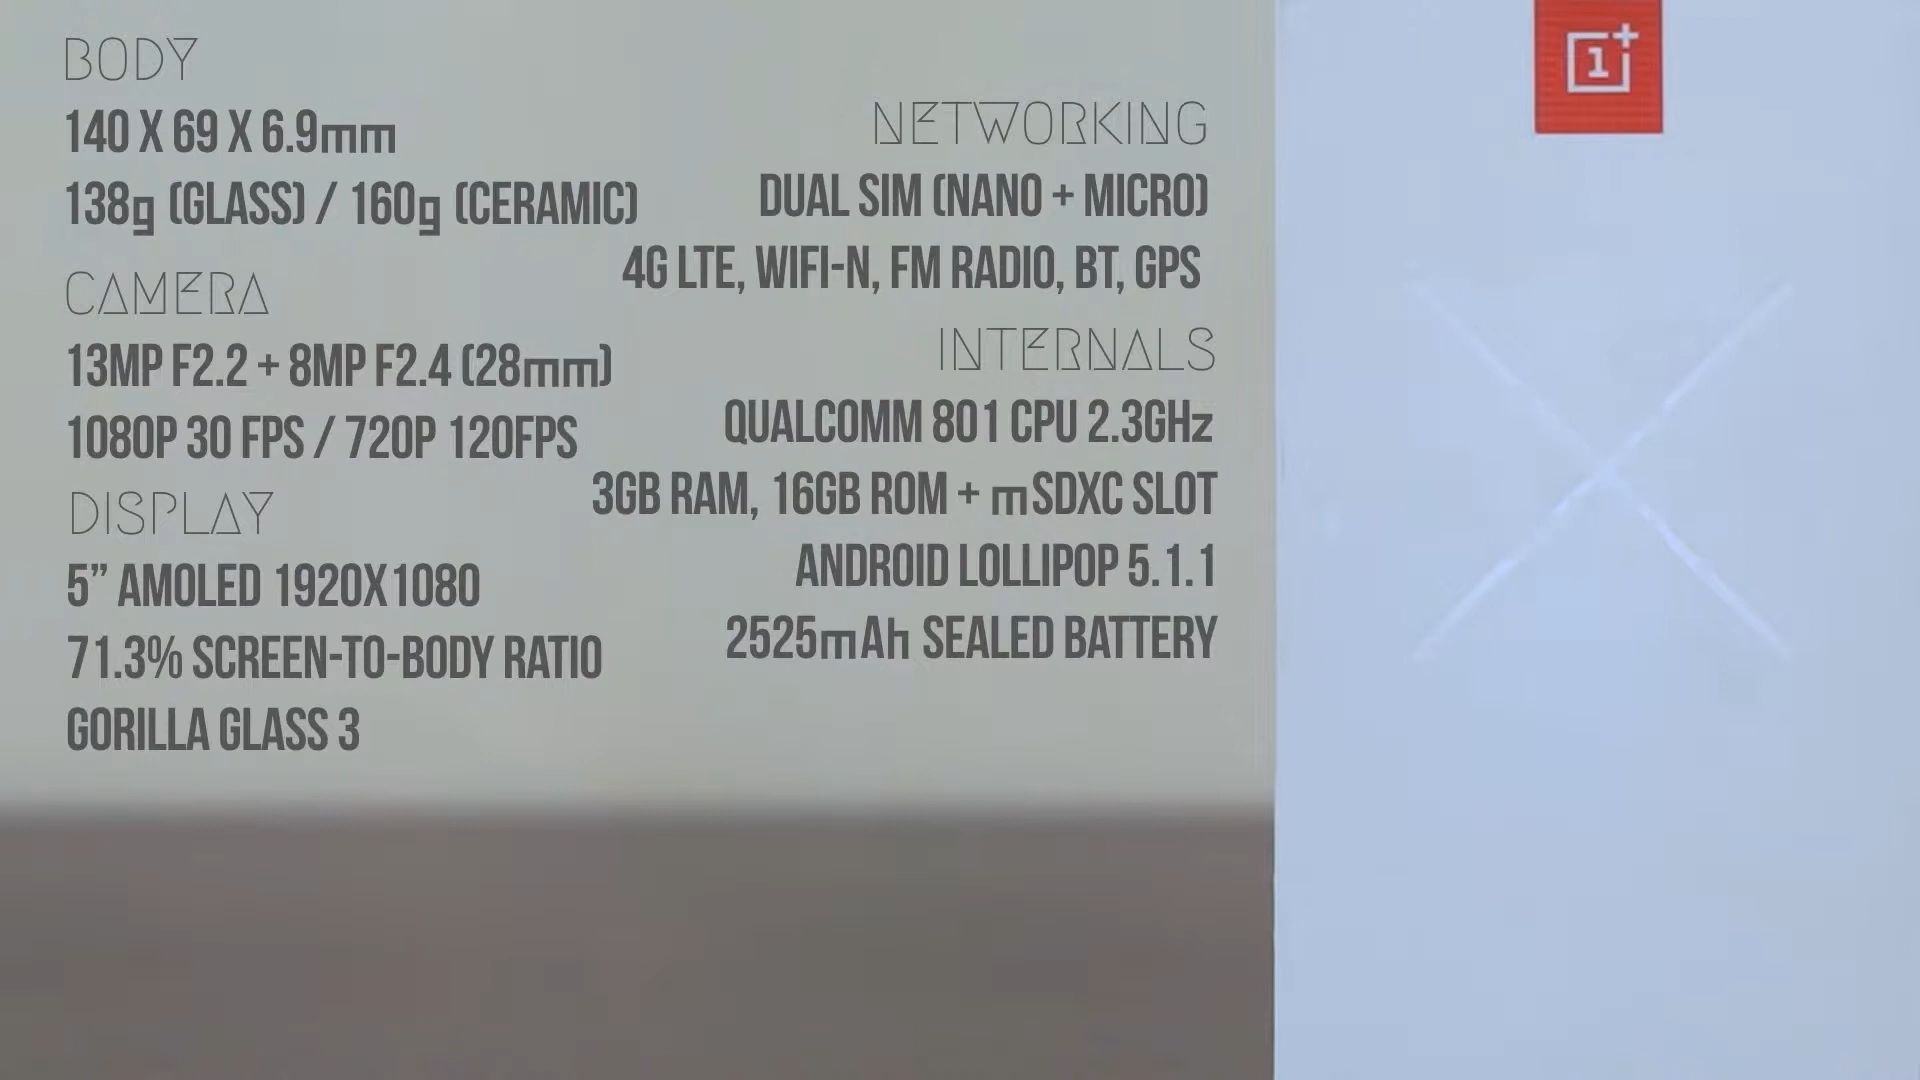 BODY
140 X 69 X 6.9mm
138g (GLASS) / 160g (CERAMIC)
CAMERA
13MP F2.2 + 8MP F2.4 (28mm)
1080P 30 FPS / 720P 120FPS
DISPLAY
5” AMOLED 1920X1080
71.3% SCREEN-TO-BODY RATIO
GORILLA GLASS 3
NETWORKING
DUAL SIM (NANO + MICRO)
4G LTE, WIFI-N, FM RADIO, BT, GPS
INTERNALS
QUALCOMM 801 CPU 2.3GHz
3GB RAM, 16GB ROM + mSDXC SLOT
ANDROID LOLLIPOP 5.1.1
2525mAh SEALED BATTERY
1+
X